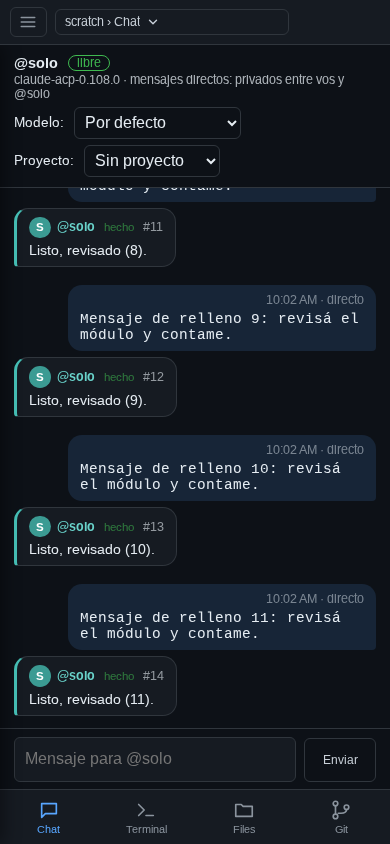 scratch › Chat
@solo libre
claude-acp-0.108.0 · mensajes directos: privados entre vos y
@solo
Modelo: Por defecto
Proyecto: Sin proyecto
módulo y contame.
S @solo hecho #11
Listo, revisado (8).
10:02 AM · directo
Mensaje de relleno 9: revisá el
módulo y contame.
S @solo hecho #12
Listo, revisado (9).
10:02 AM · directo
Mensaje de relleno 10: revisá
el módulo y contame.
S @solo hecho #13
Listo, revisado (10).
10:02 AM · directo
Mensaje de relleno 11: revisá
el módulo y contame.
S @solo hecho #14
Listo, revisado (11).
Mensaje para @solo
Enviar
Chat Terminal Files Git